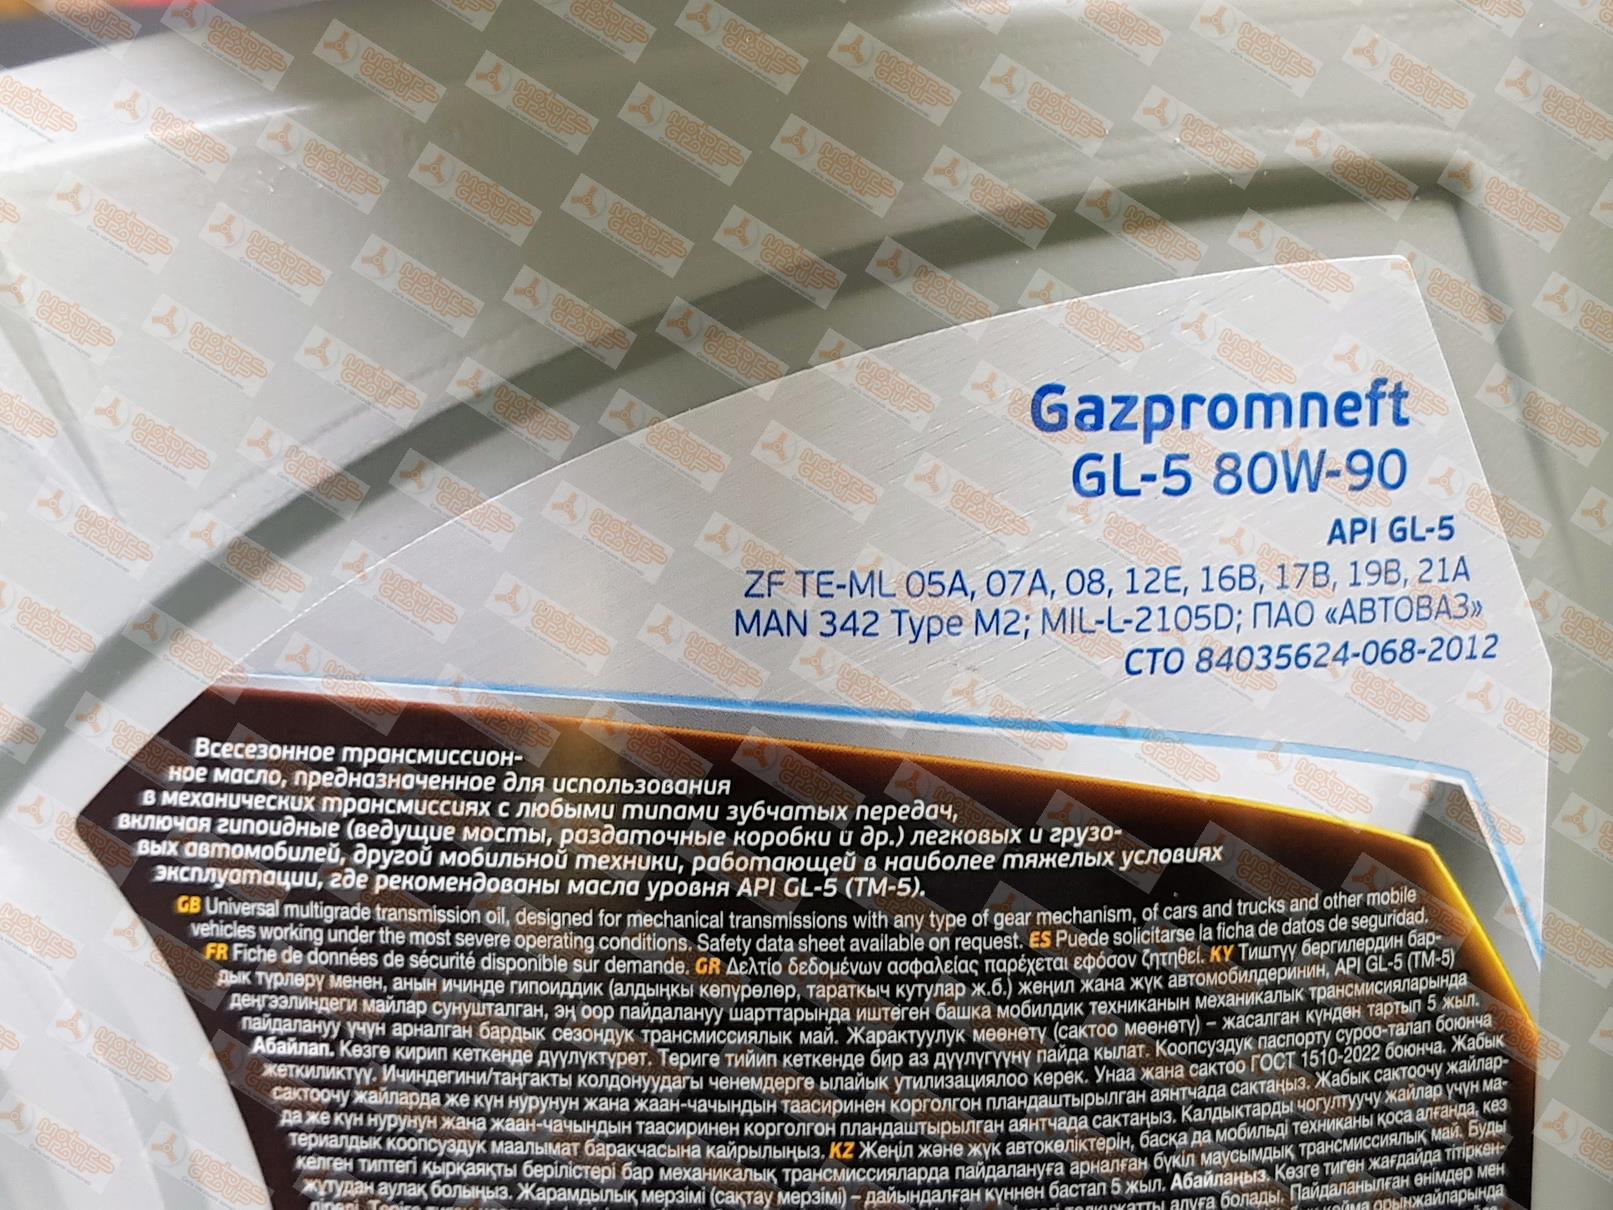 Gazpromneft
GL-5 80W-90
API GL-5
ZF TE-ML 05A, 07A, 08, 12E, 16B, 17B, 19B, 21A
MAN 342 Type M2; MIL-L-2105D; ПАО «АВТОВАЗ»
СТО 84035624-068-2012
Всесезонное трансмиссион-
ное масло, предназначенное для использования
в механических трансмиссиях с любыми типами зубчатых передач,
включая гипоидные (ведущие мосты, раздаточные коробки и др.) легковых и грузо-
вых автомобилей, другой мобильной техники, работающей в наиболее тяжелых условиях
эксплуатации, где рекомендованы масла уровня API GL-5 (ТМ-5).
GB Universal multigrade transmission oil, designed for mechanical transmissions with any type of gear mechanism, of cars and trucks and other mobile
vehicles working under the most severe operating conditions. Safety data sheet available on request. ES Puede solicitarse la ficha de datos de seguridad.
FR Fiche de données de sécurité disponible sur demande. GR Δελτίο δεδομένων ασφαλείας παρέχεται εφόσον ζητηθεί. KY Тиштүү бергилердин бар-
дык түрлөрү менен, анын ичинде гипоиддик (алдыңкы көпүрөлөр, тараткыч кутулар ж.б.) жеңил жана жүк автомобилдеринин, API GL-5 (TM-5)
деңгээлиндеги майлар сунушталган, эң оор пайдалануу шарттарында иштеген башка мобилдик техниканын механикалык трансмиссияларында
пайдалануу үчүн арналган бардык сезондук трансмиссиялык май. Жарактуулук мөөнөтү (сактоо мөөнөтү) – жасалган күндөн тартып 5 жыл.
Абайлап. Көзгө кирип кеткенде дүүлүктүрөт. Териге тийип кеткенде бир аз дүүлүгүүнү пайда кылат. Коопсуздук паспорту суроо-талап боюнча
жеткиликтүү. Ичиндегини/таңгакты колдонуудагы ченемдерге ылайык утилизациялоо керек. Унаа жана сактоо ГОСТ 1510-2022 боюнча. Жабык
сактоочу жайларда же күн нурунун жана жаан-чачындын таасиринен корголгон пландаштырылган аянтчада сактаңыз. Жабык сактоочу жайлар-
да же күн нурунун жана жаан-чачындын таасиринен корголгон пландаштырылган аянтчада сактаңыз. Калдыктарды чогултуучу жайлар үчүн ма-
териалдык коопсуздук маалымат баракчасына кайрылыңыз. KZ Жеңіл және жүк автокөліктерін, басқа да мобильді техниканы қоса алғанда, кез
келген типтегі қырқаяқты берілістері бар механикалық трансмиссияларда пайдалануға арналған бүкіл маусымдық трансмиссиялық май. Буды
жұтудан аулақ болыңыз. Жарамдылық мерзімі (сақтау мерзімі) – дайындалған күннен бастап 5 жыл. Абайлаңыз. Көзге тиген жағдайда тітіркен-
алуға болады. Пайдаланылған өнімдер мен